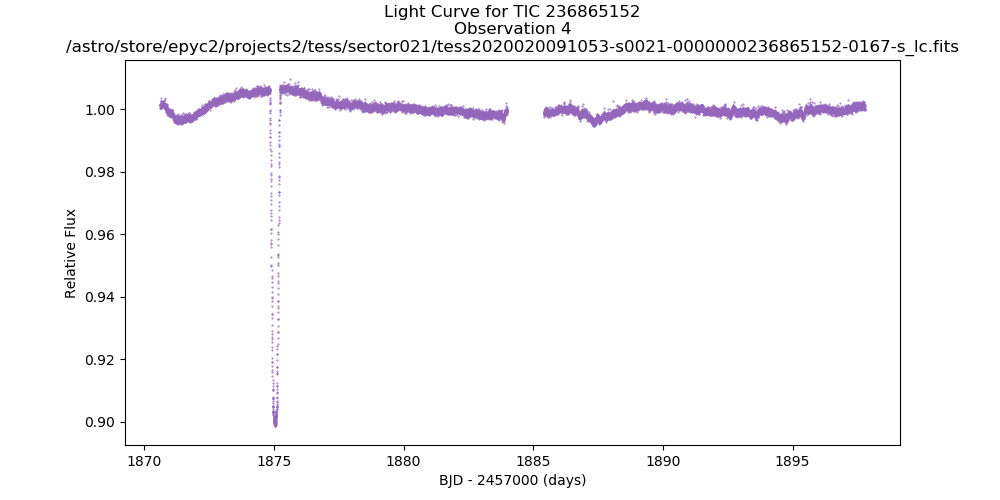 Light Curve for TIC 236865152
Observation 4
/astro/store/epyc2/projects2/tess/sector021/tess2020020091053-s0021-0000000236865152-0167-s_lc.fits
1.00
0.98
0.96
0.94
0.92
0.90
Relative Flux
1870
1875
1880
1885
1890
1895
BJD - 2457000 (days)